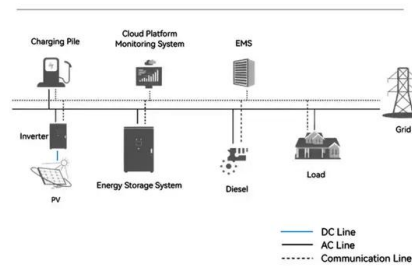 Charging Pile
Cloud Platform
Monitoring System
EMS
Grid
Inverter
PV
Energy Storage System
Diesel
Load
DC Line
AC Line
Communication Line